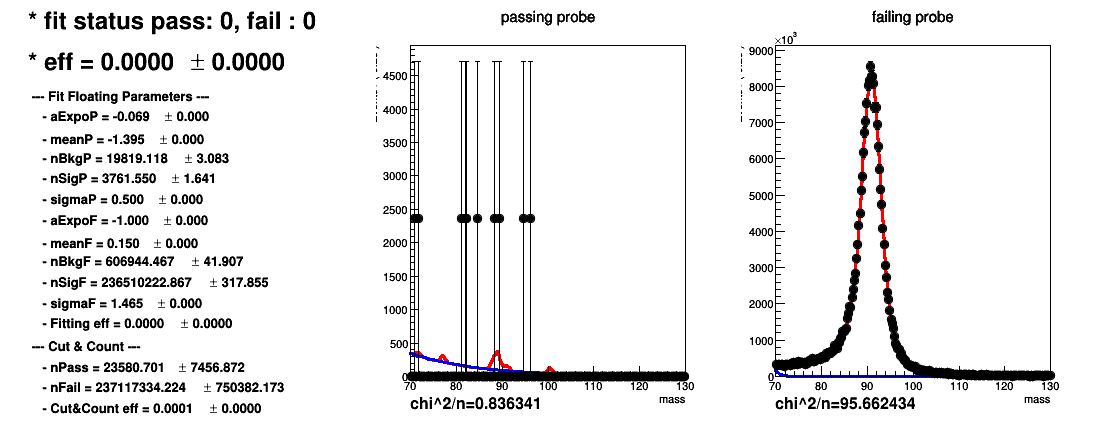 * fit status pass: 0, fail : 0
* eff = 0.0000 ± 0.0000
--- Fit Floating Parameters ---
- aExpoP = -0.069 ± 0.000
- meanP = -1.395 ± 0.000
- nBkgP = 19819.118 ± 3.083
- nSigP = 3761.550 ± 1.641
- sigmaP = 0.500 ± 0.000
- aExpoF = -1.000 ± 0.000
- meanF = 0.150 ± 0.000
- nBkgF = 606944.467 ± 41.907
- nSigF = 236510222.867 ± 317.855
- sigmaF = 1.465 ± 0.000
- Fitting eff = 0.0000 ± 0.0000
--- Cut & Count ---
- nPass = 23580.701 ± 7456.872
- nFail = 237117334.224 ± 750382.173
- Cut&Count eff = 0.0001 ± 0.0000
passing probe
4500
4000
3500
3000
2500
2000
1500
1000
500
0
70 80 90 100 110 120 130
mass
chi^2/n=0.836341
failing probe
×10³
9000
8000
7000
6000
5000
4000
3000
2000
1000
0
70 80 90 100 110 120 130
mass
chi^2/n=95.662434